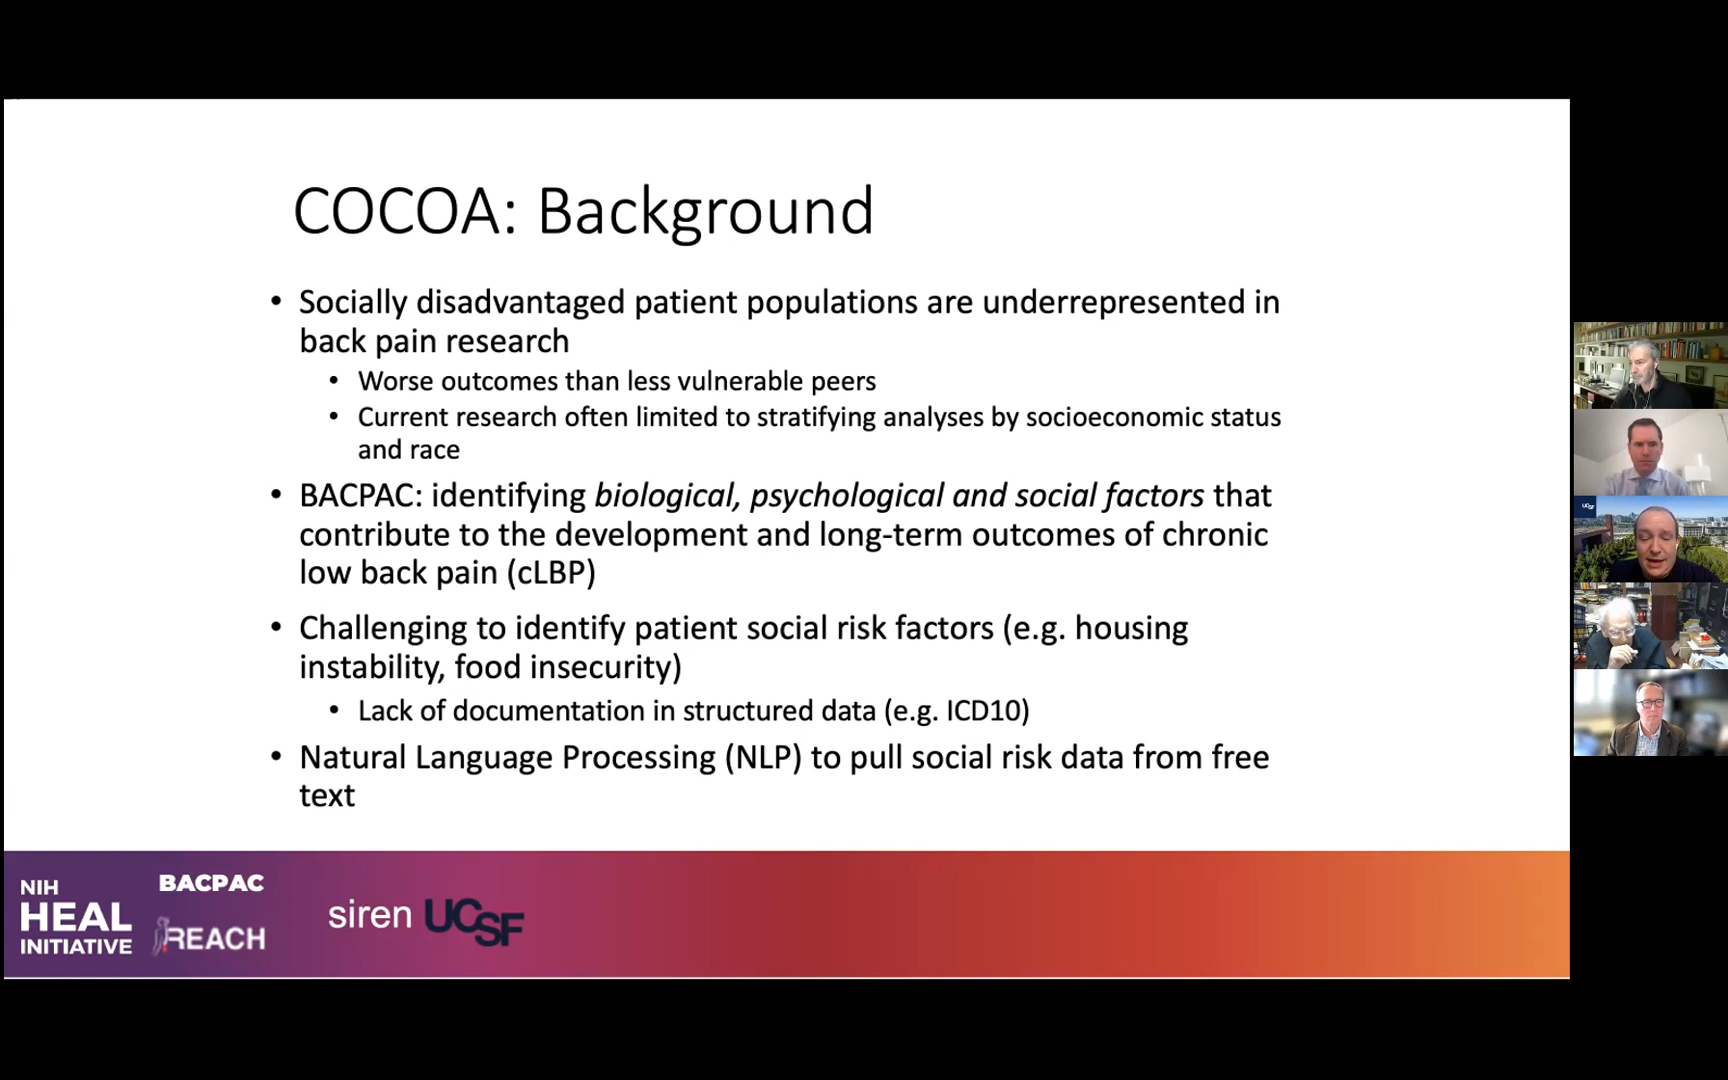 COCOA: Background
• Socially disadvantaged patient populations are underrepresented in
back pain research
• Worse outcomes than less vulnerable peers
• Current research often limited to stratifying analyses by socioeconomic status
and race
• BACPAC: identifying biological, psychological and social factors that
contribute to the development and long-term outcomes of chronic
low back pain (cLBP)
• Challenging to identify patient social risk factors (e.g. housing
instability, food insecurity)
• Lack of documentation in structured data (e.g. ICD10)
• Natural Language Processing (NLP) to pull social risk data from free
text
NIH
HEAL
INITIATIVE
BACPAC
REACH
siren UCSF
UCSF